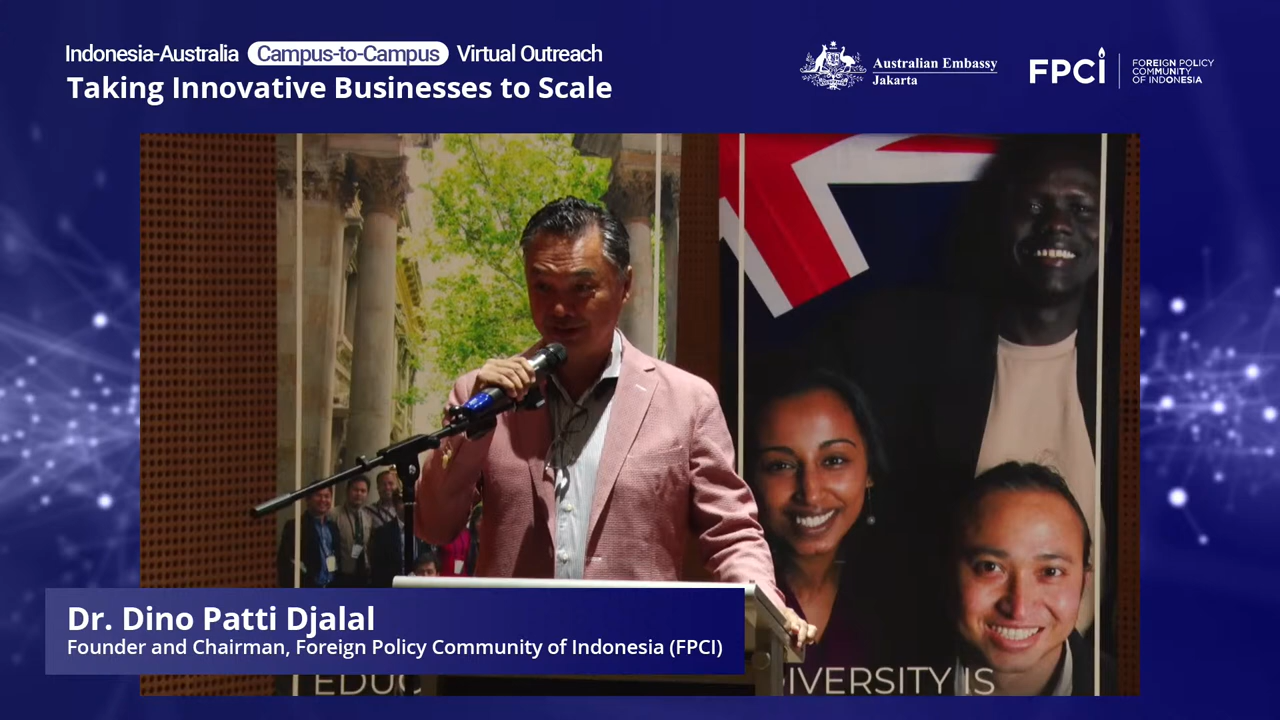 Indonesia-Australia Campus-to-Campus Virtual Outreach
Taking Innovative Businesses to Scale
Australian Embassy
Jakarta
FPCI
FOREIGN POLICY
COMMUNITY
OF INDONESIA
Dr. Dino Patti Djalal
Founder and Chairman, Foreign Policy Community of Indonesia (FPCI)
IVERSITY IS